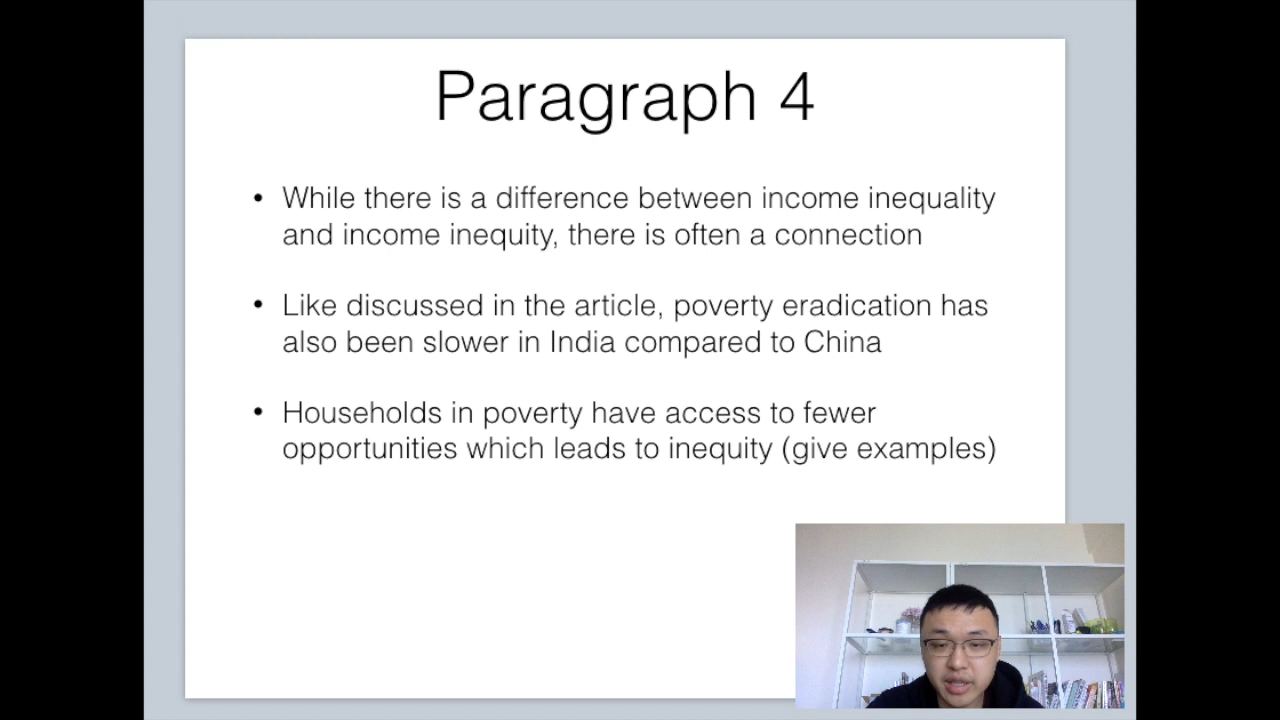 Paragraph 4
• While there is a difference between income inequality
and income inequity, there is often a connection
• Like discussed in the article, poverty eradication has
also been slower in India compared to China
• Households in poverty have access to fewer
opportunities which leads to inequity (give examples)